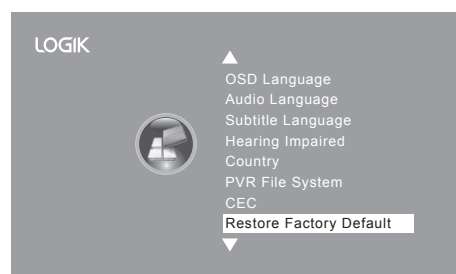 LOGIK
OSD Language
Audio Language
Subtitle Language
Hearing Impaired
Country
PVR File System
CEC
Restore Factory Default